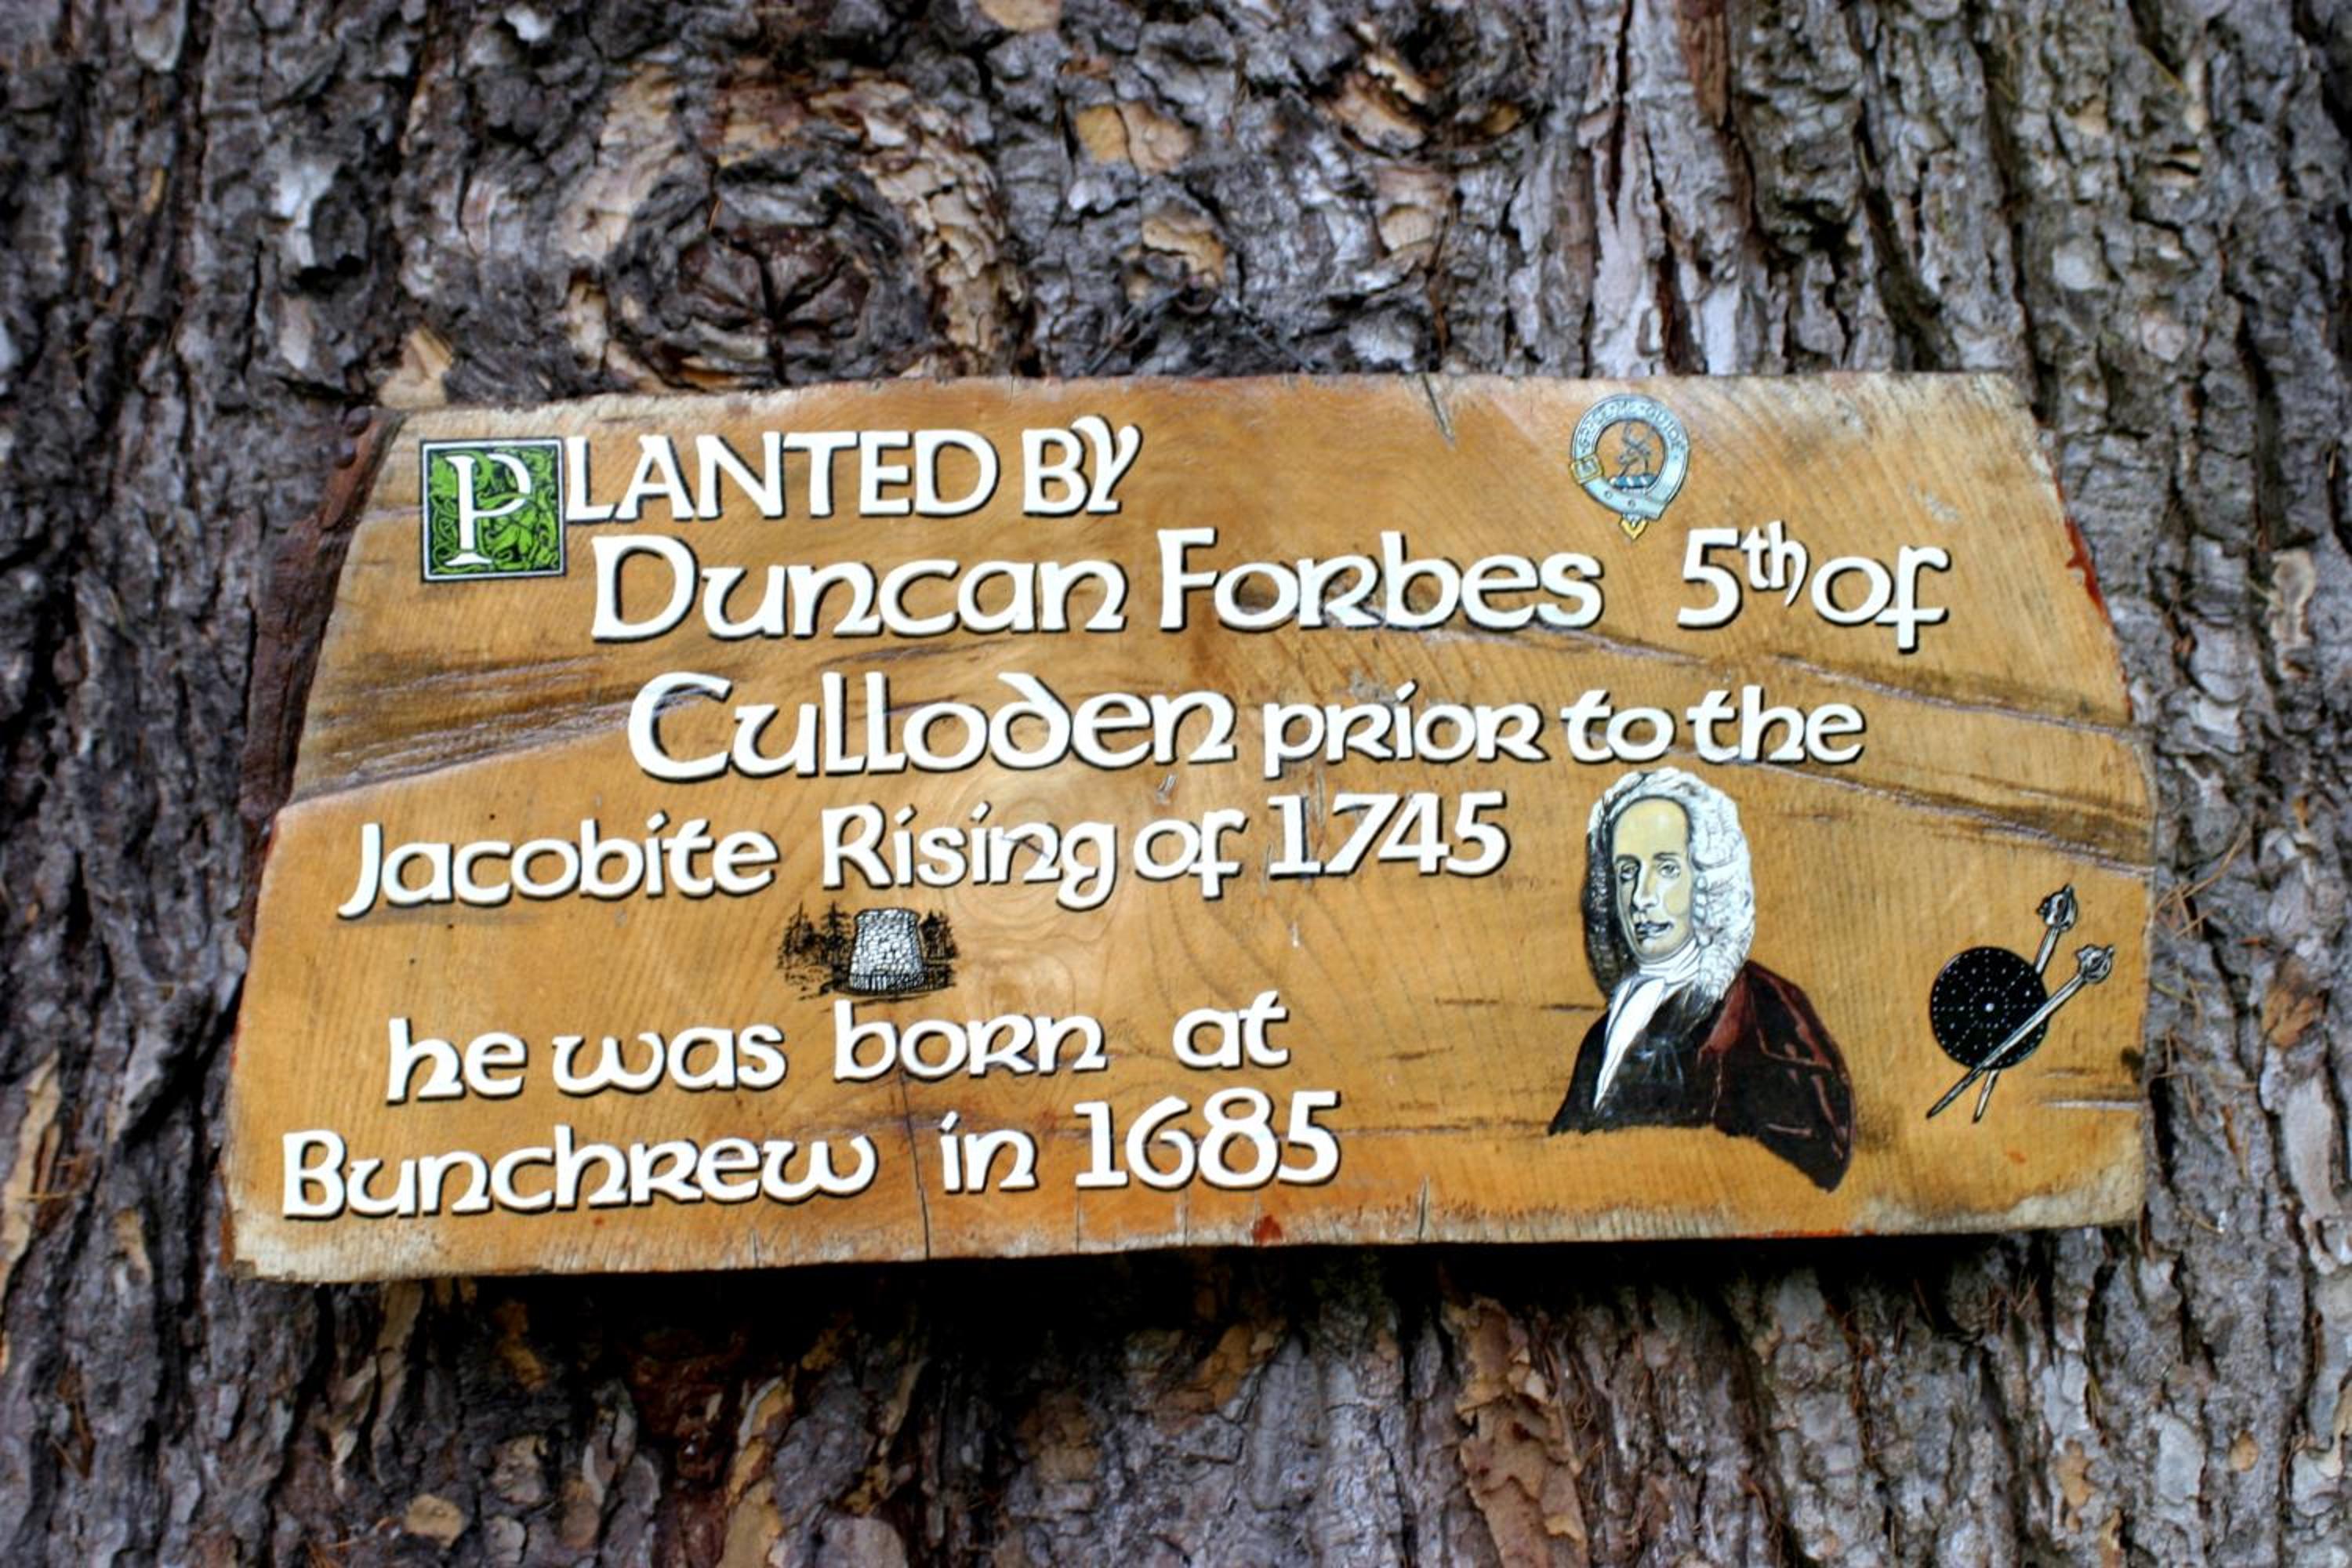 PLANTED BY
Duncan Forbes 5th of
Culloden prior to the
Jacobite Rising of 1745
he was born at
Bunchrew in 1685